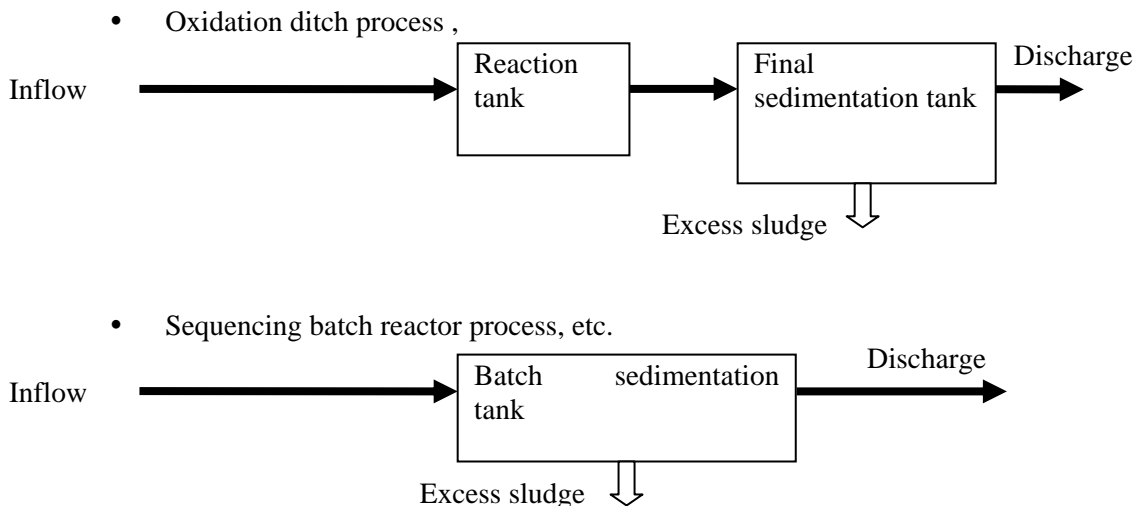 • Oxidation ditch process ,
Inflow
Reaction
tank
Final
sedimentation tank
Discharge
Excess sludge
• Sequencing batch reactor process, etc.
Inflow
Batch sedimentation
tank
Discharge
Excess sludge